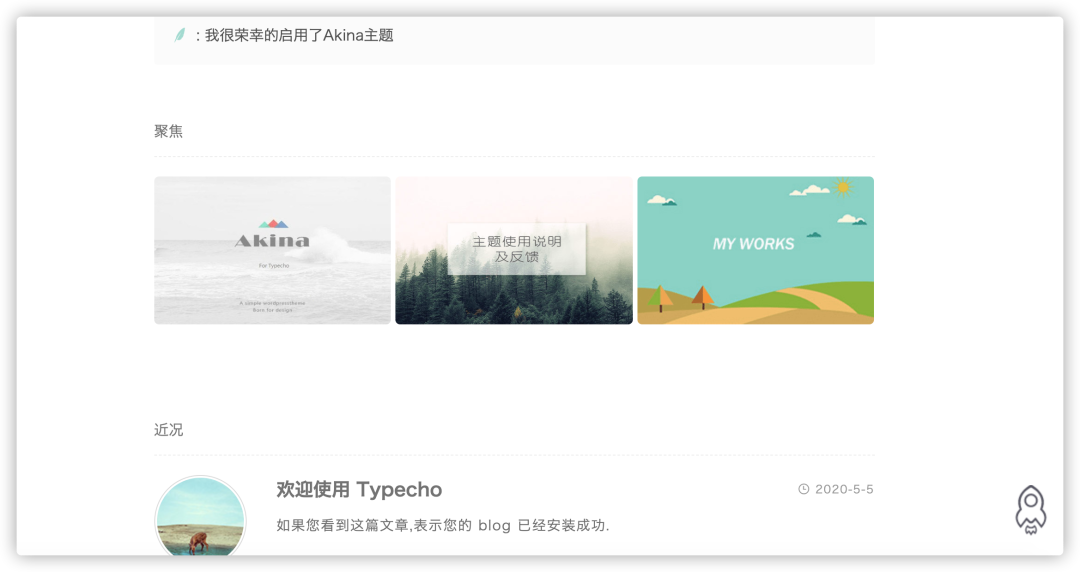 : 我很荣幸的启用了Akina主题
聚焦
Akina
For Typecho
A simple wordpresstheme
Born for design
主题使用说明
及反馈
MY WORKS
近况
欢迎使用 Typecho
2020-5-5
如果您看到这篇文章,表示您的 blog 已经安装成功.